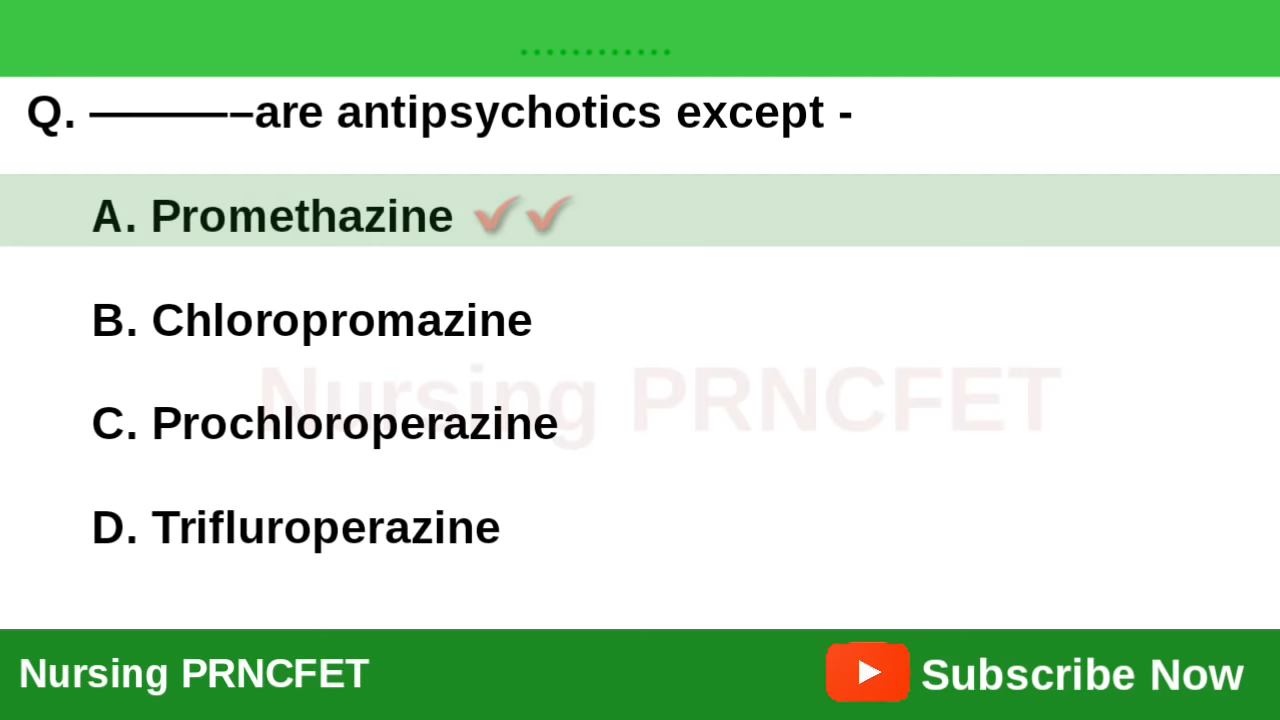 Q. ————–are antipsychotics except -
A. Promethazine
B. Chloropromazine
Nursing PRNCFET
C. Prochloroperazine
D. Trifluroperazine
Nursing PRNCFET
Subscribe Now